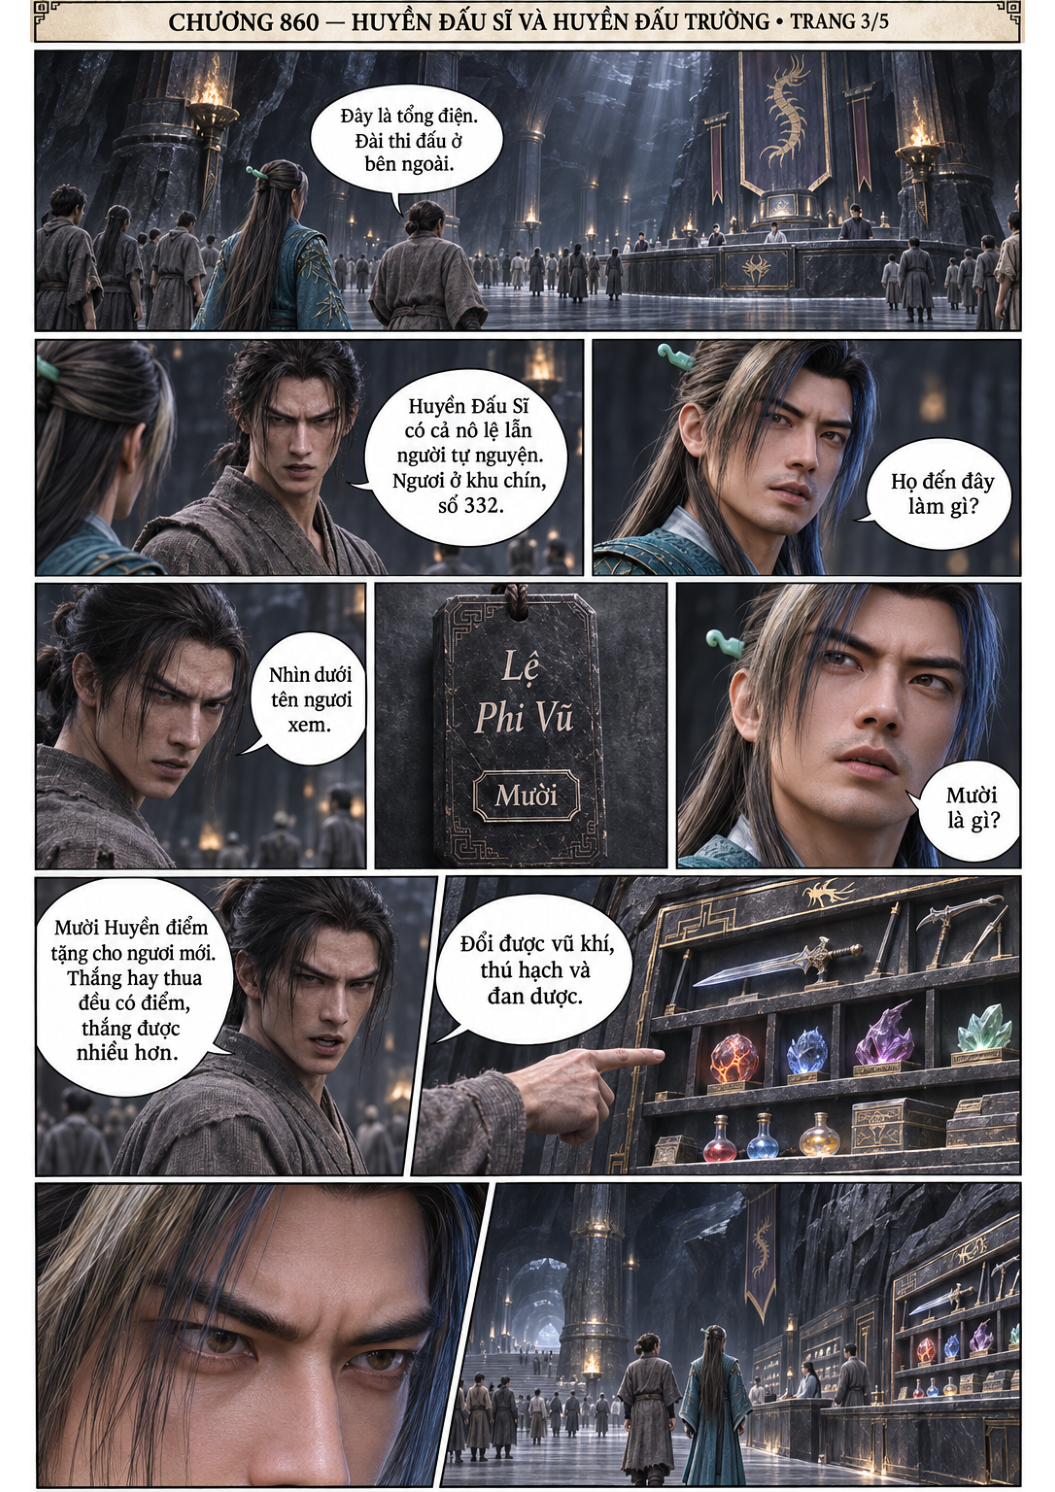 CHƯƠNG 860 — HUYỀN ĐẤU SĨ VÀ HUYỀN ĐẤU TRƯỜNG • TRANG 3/5
Đây là tổng điện.
Đài thi đấu ở
bên ngoài.
Huyền Đấu Sĩ
có cả nô lệ lẫn
người tự nguyện.
Ngươi ở khu chín,
số 332.
Họ đến đây
làm gì?
Nhìn dưới
tên ngươi
xem.
Lệ
Phi Vũ
Mười
Mười
là gì?
Mười Huyền điểm
tặng cho ngươi mới.
Thắng hay thua
đều có điểm,
thắng được
nhiều hơn.
Đổi được vũ khí,
thú hạch và
đan dược.